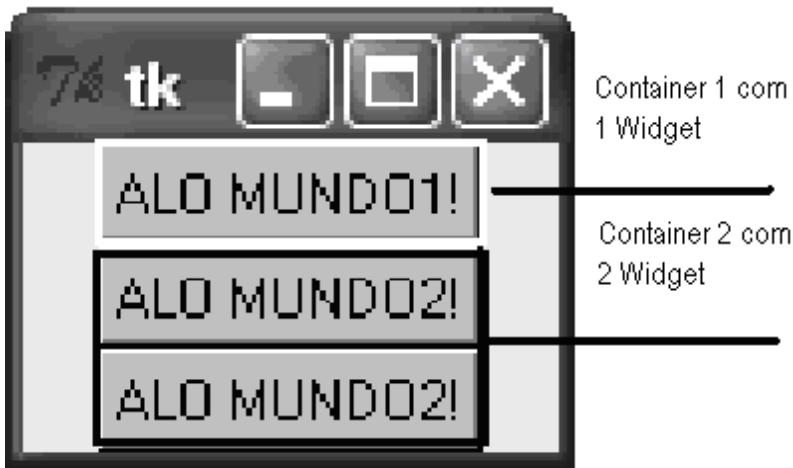 tk
Container 1 com
1 Widget
ALO MUNDO1!
Container 2 com
2 Widget
ALO MUNDO2!
ALO MUNDO2!